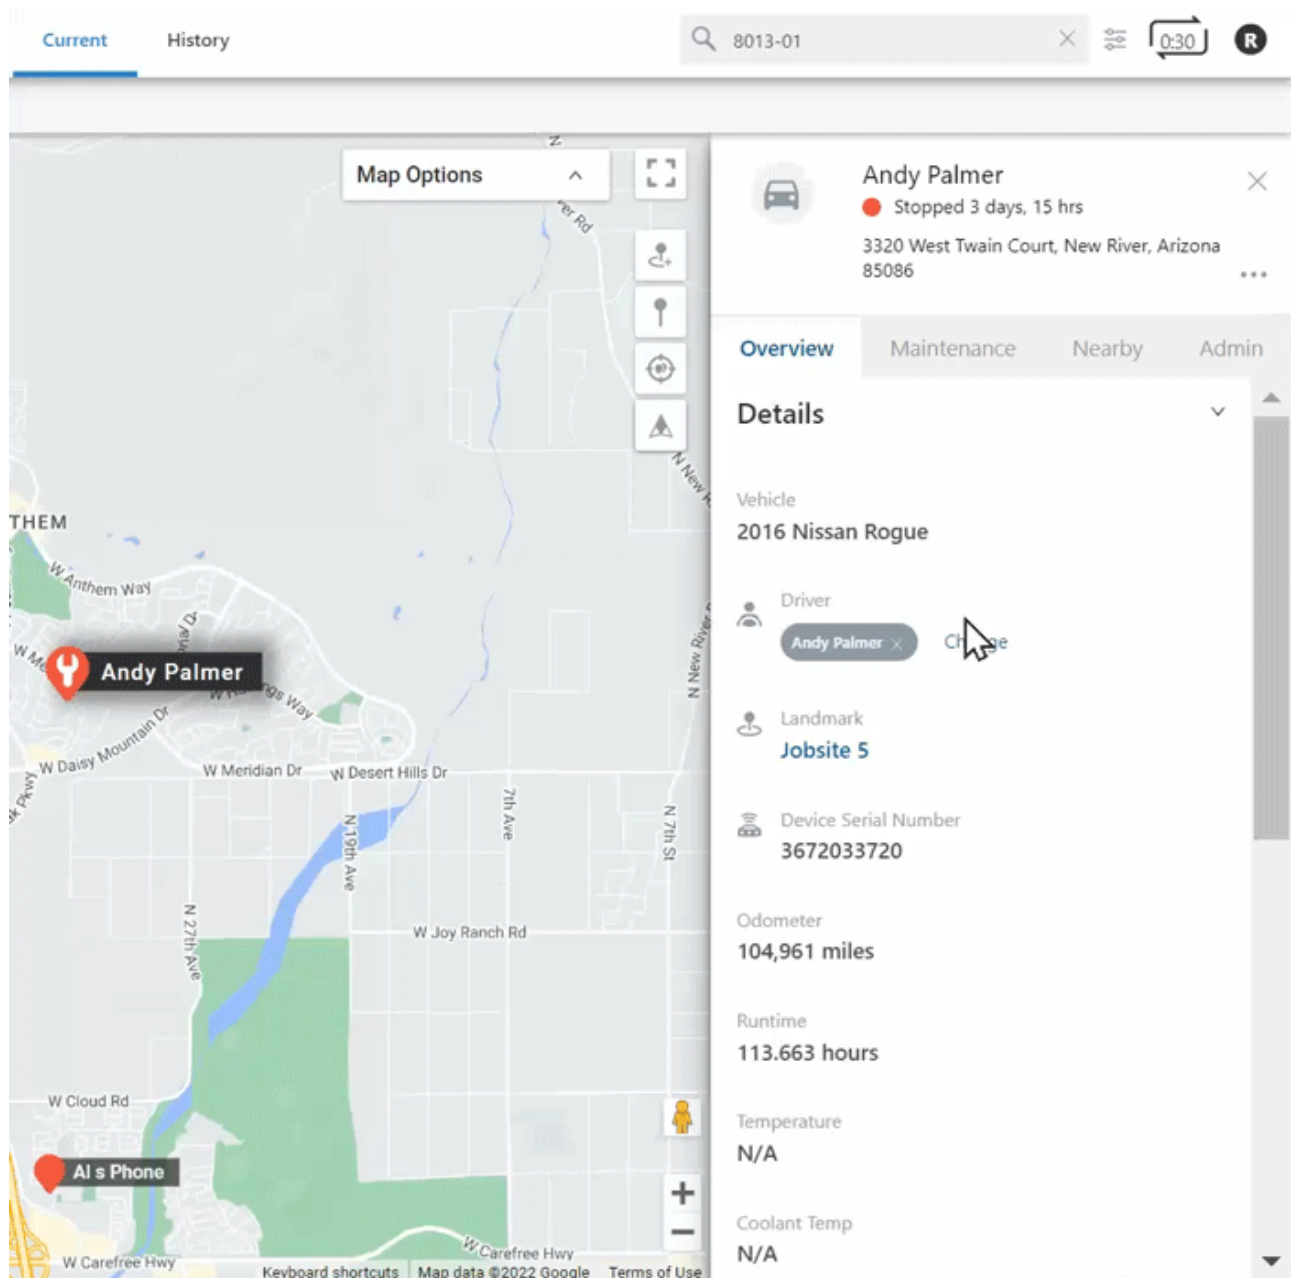 Current
History
8013-01
0:30
R
Map Options
Andy Palmer
Stopped 3 days, 15 hrs
3320 West Twain Court, New River, Arizona
85086
Overview
Maintenance
Nearby
Admin
Details
Vehicle
2016 Nissan Rogue
Driver
Andy Palmer
Landmark
Jobsite 5
Device Serial Number
3672033720
Odometer
104,961 miles
Runtime
113.663 hours
Temperature
N/A
Coolant Temp
N/A
N
er Rd
N New R
THEM
W Anthem Way
Andy Palmer
gs Way
W Daisy Mountain Dr
W Meridian Dr
W Desert Hills Dr
N New River
7th Ave
N 7th St
N 19th Ave
N 27th Ave
W Joy Ranch Rd
W Cloud Rd
Al s Phone
W Carefree Hwy
W Carefree Hwy
Keyboard shortcuts
Map data ©2022 Google
Terms of Use